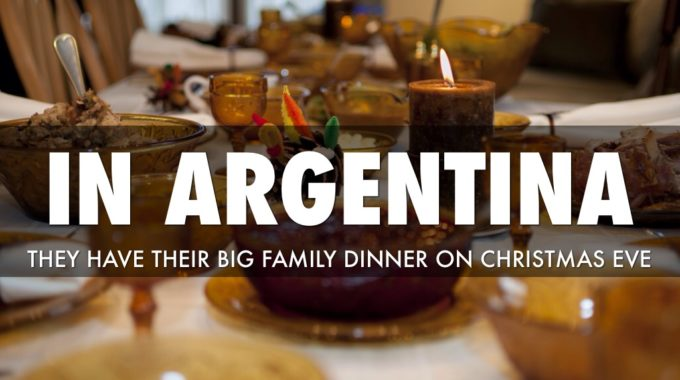 IN ARGENTINA
THEY HAVE THEIR BIG FAMILY DINNER ON CHRISTMAS EVE